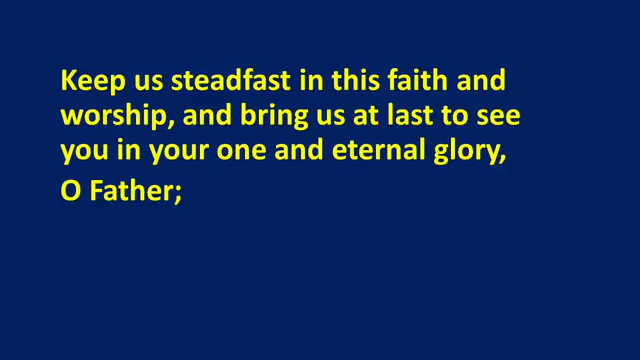 Keep us steadfast in this faith and
worship, and bring us at last to see
you in your one and eternal glory,
O Father;